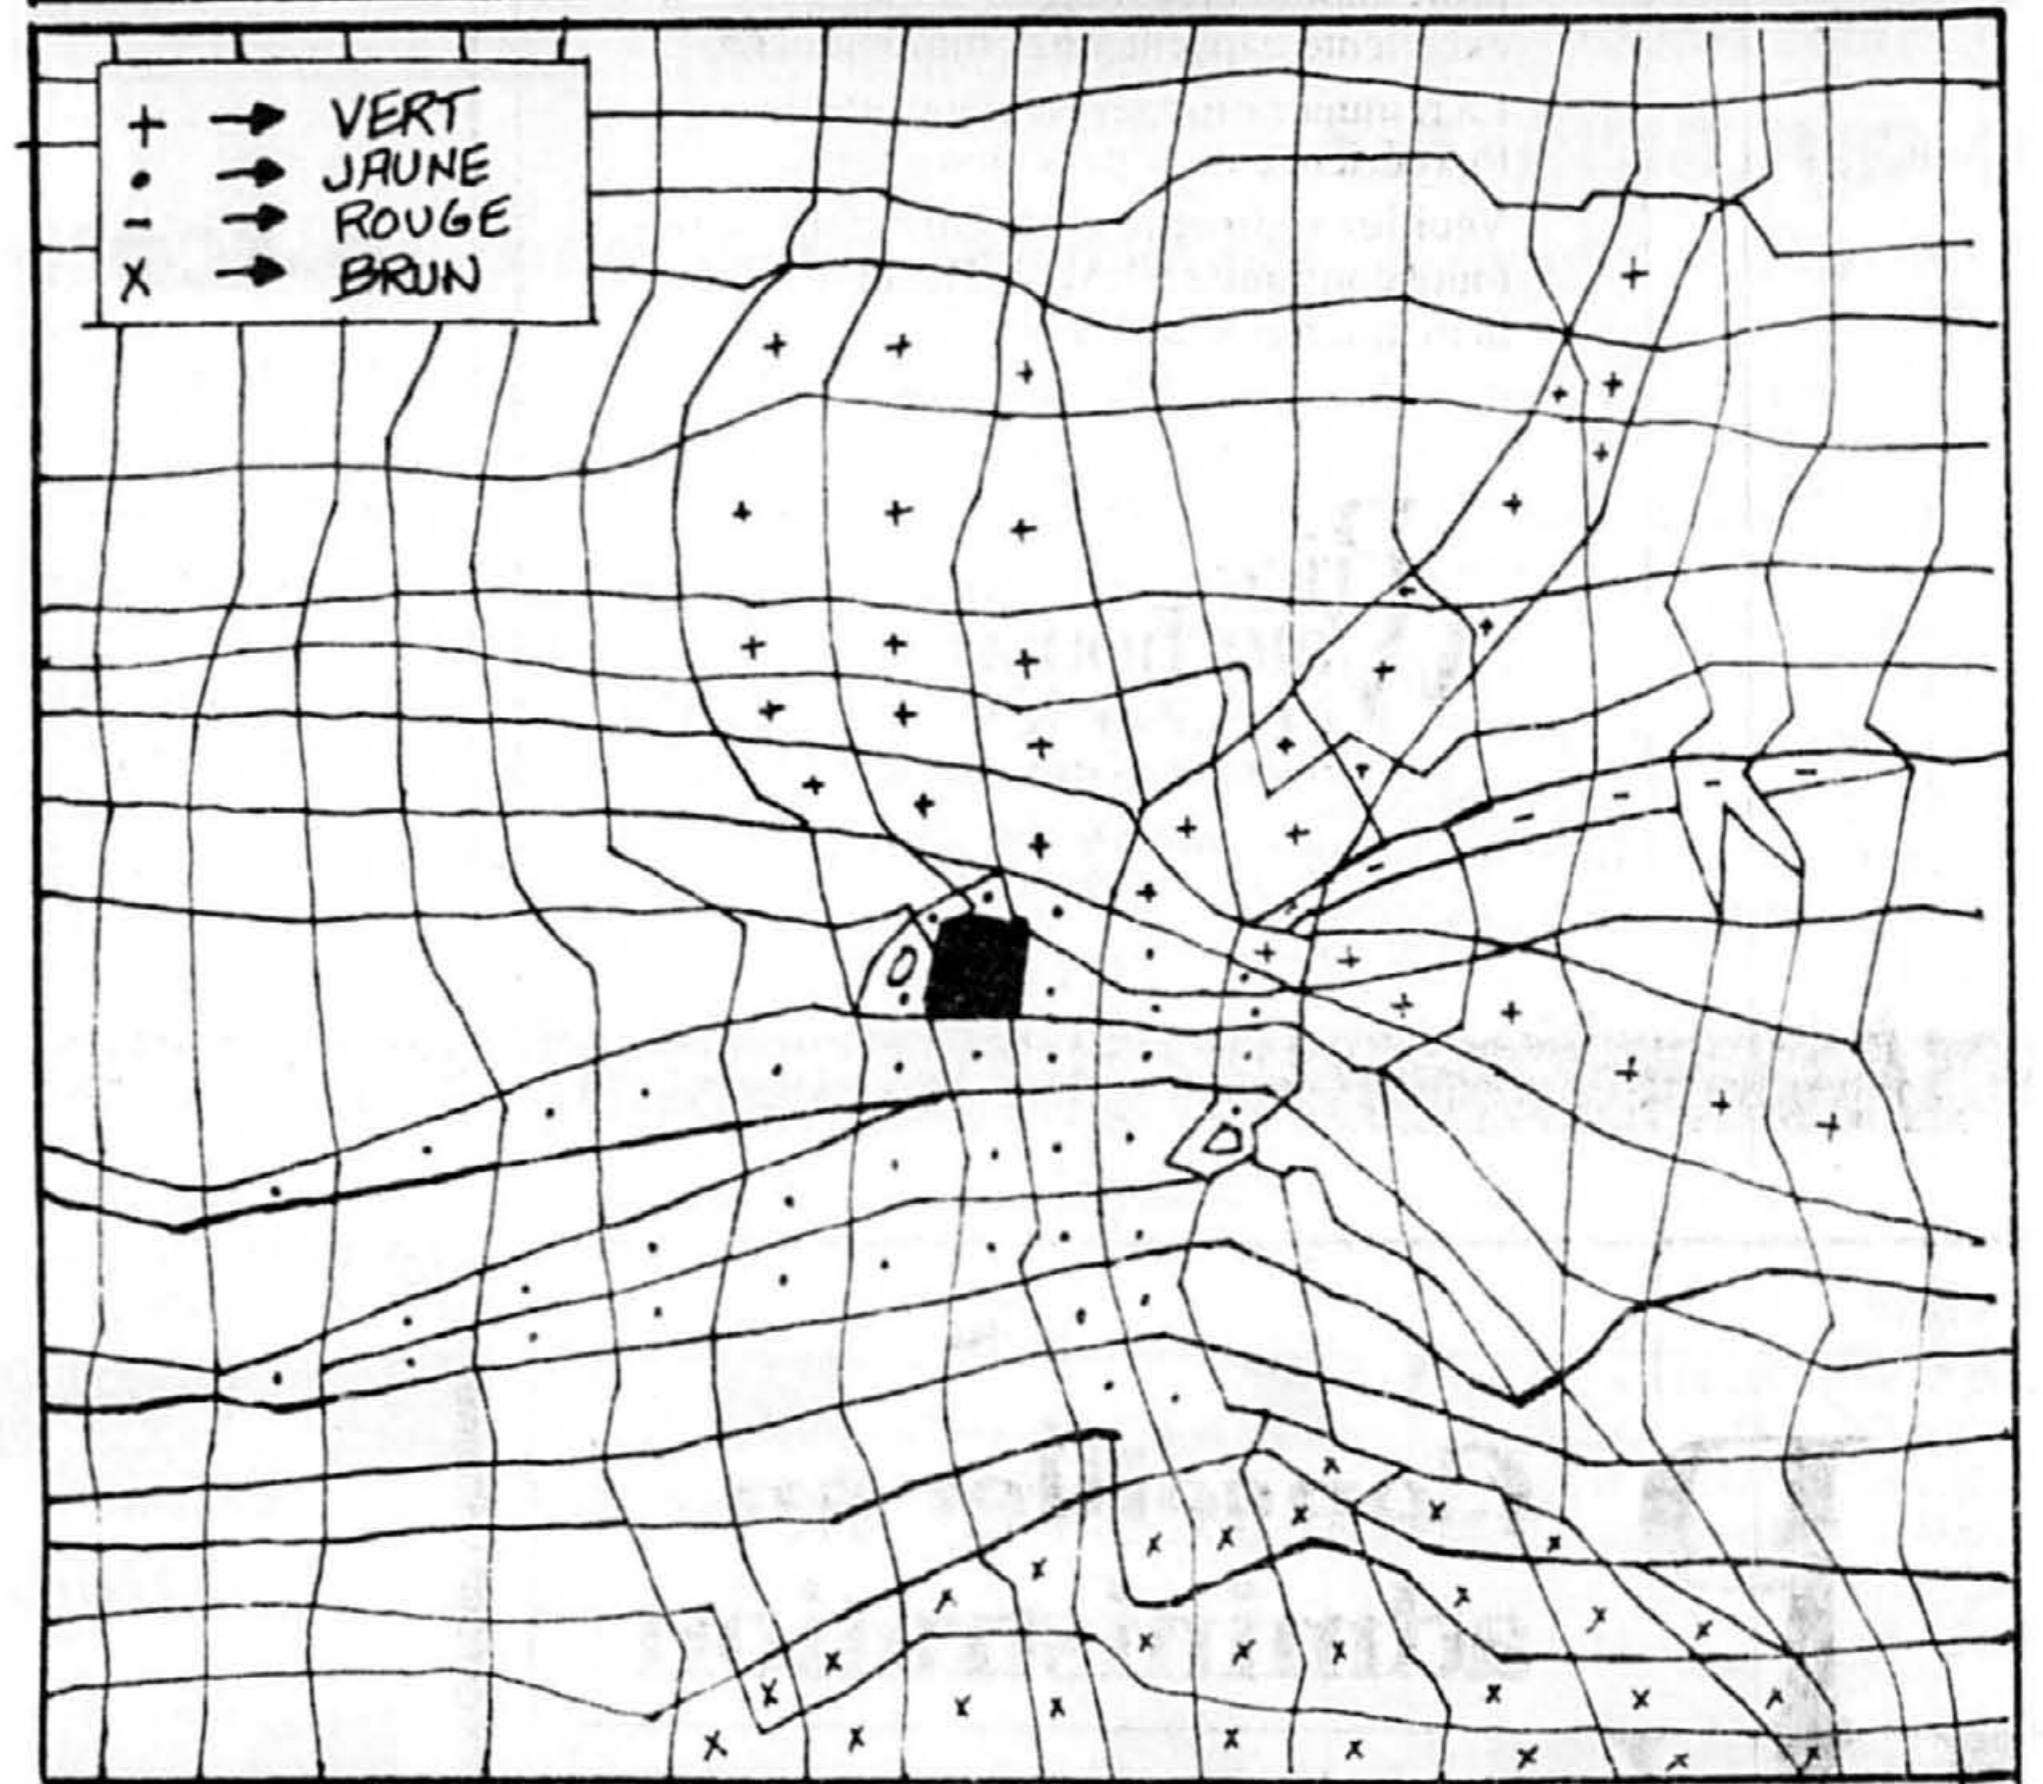 + → VERT
• → JAUNE
- → ROUGE
x → BRUN